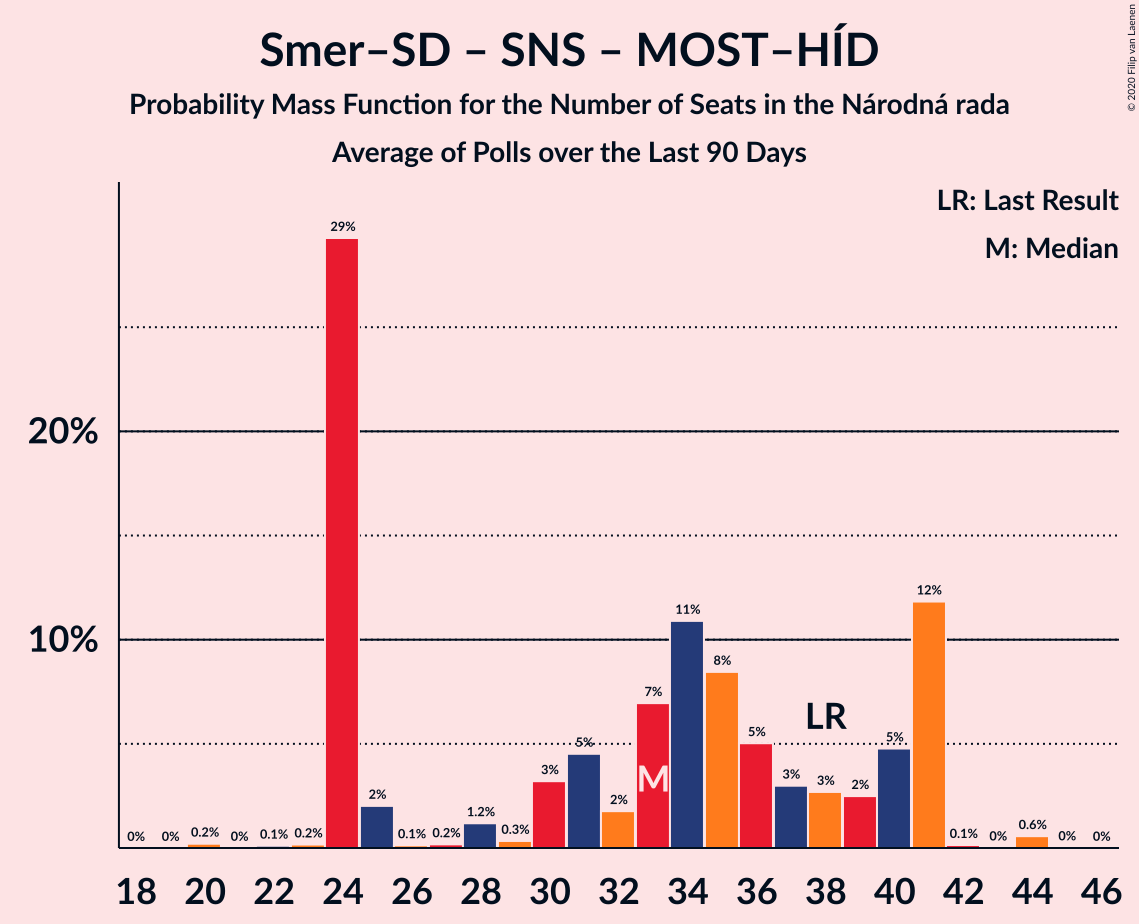 Smer–SD – SNS – MOST–HÍD
Probability Mass Function for the Number of Seats in the Národná rada
Average of Polls over the Last 90 Days
© 2020 Filip van Laenen
LR: Last Result
M: Median
29%
20%
12%
11%
10%
8%
7%
LR
5%
5%
5%
M
3%
3%
3%
2%
2%
2%
1.2%
0% 0% 0.2% 0% 0.1% 0.2% 0.1% 0.2% 0.3% 0.1% 0% 0.6% 0% 0%
18 20 22 24 26 28 30 32 34 36 38 40 42 44 46